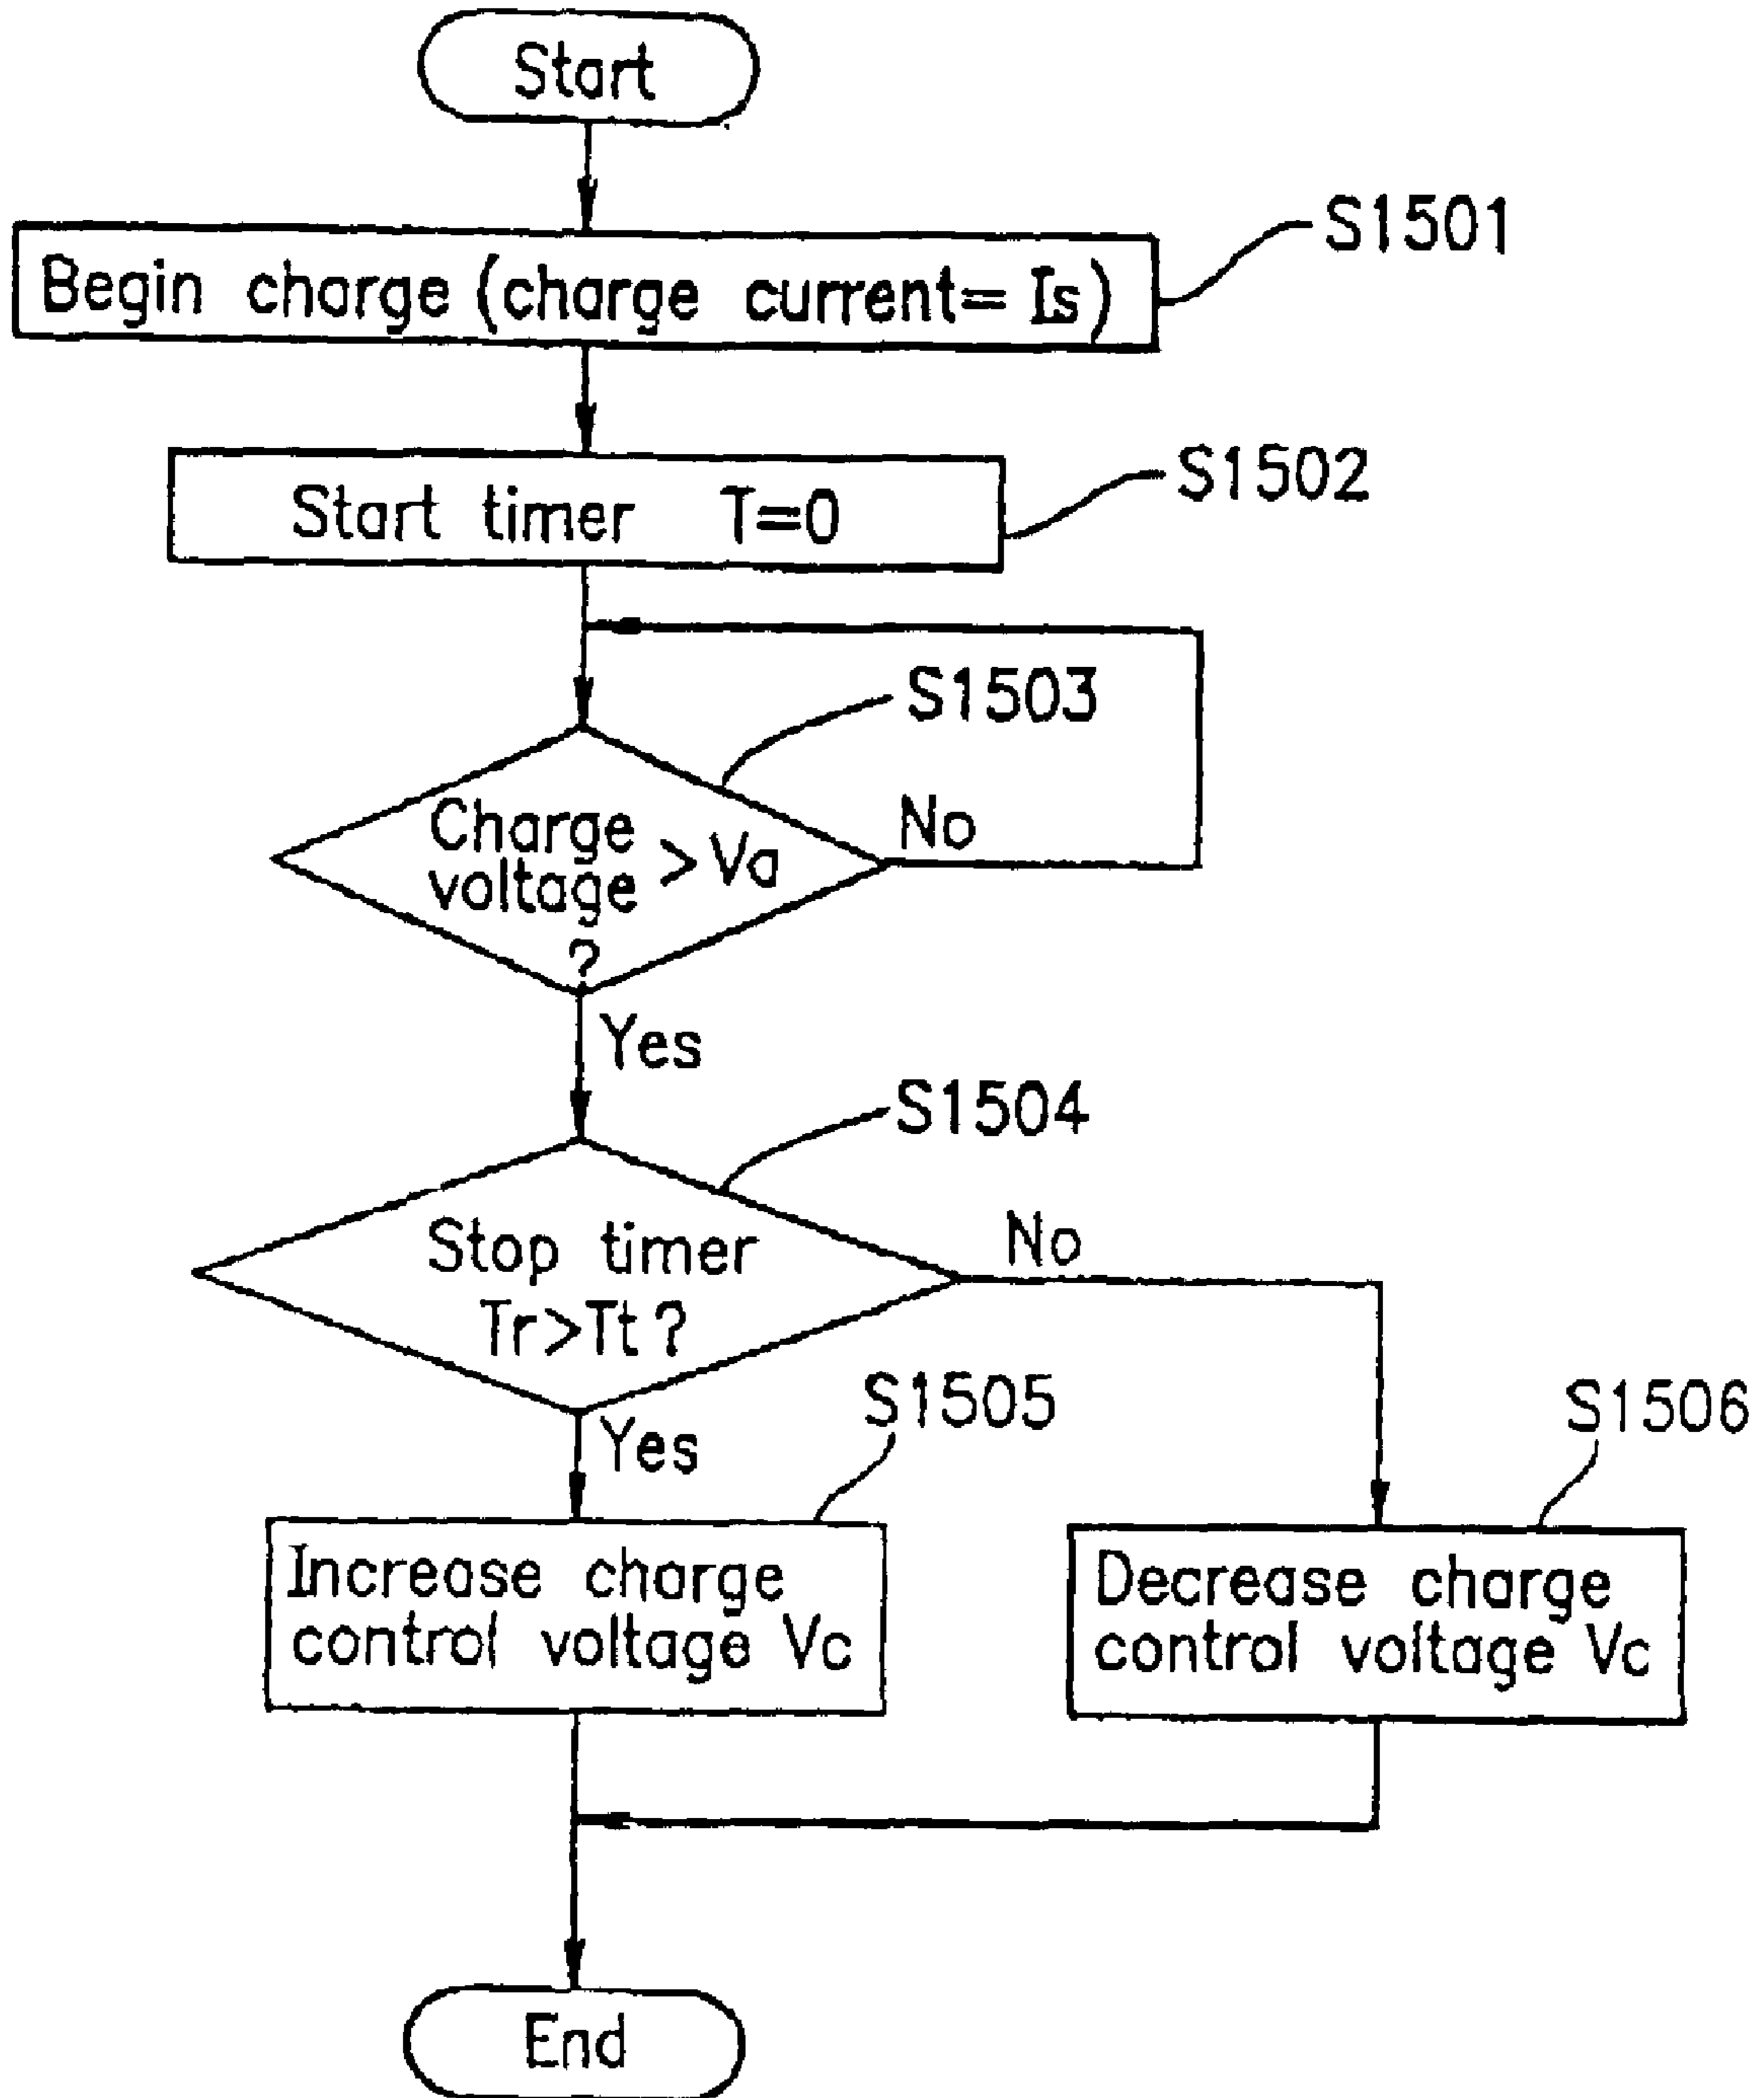 Start
S1501
Begin charge (charge current= Is)
S1502
Start timer T=0
S1503
Charge
voltage > Va
?
No
Yes
S1504
Stop timer
Tr>Tt?
No
Yes
S1505
S1506
Increase charge
control voltage Vc
Decrease charge
control voltage Vc
End